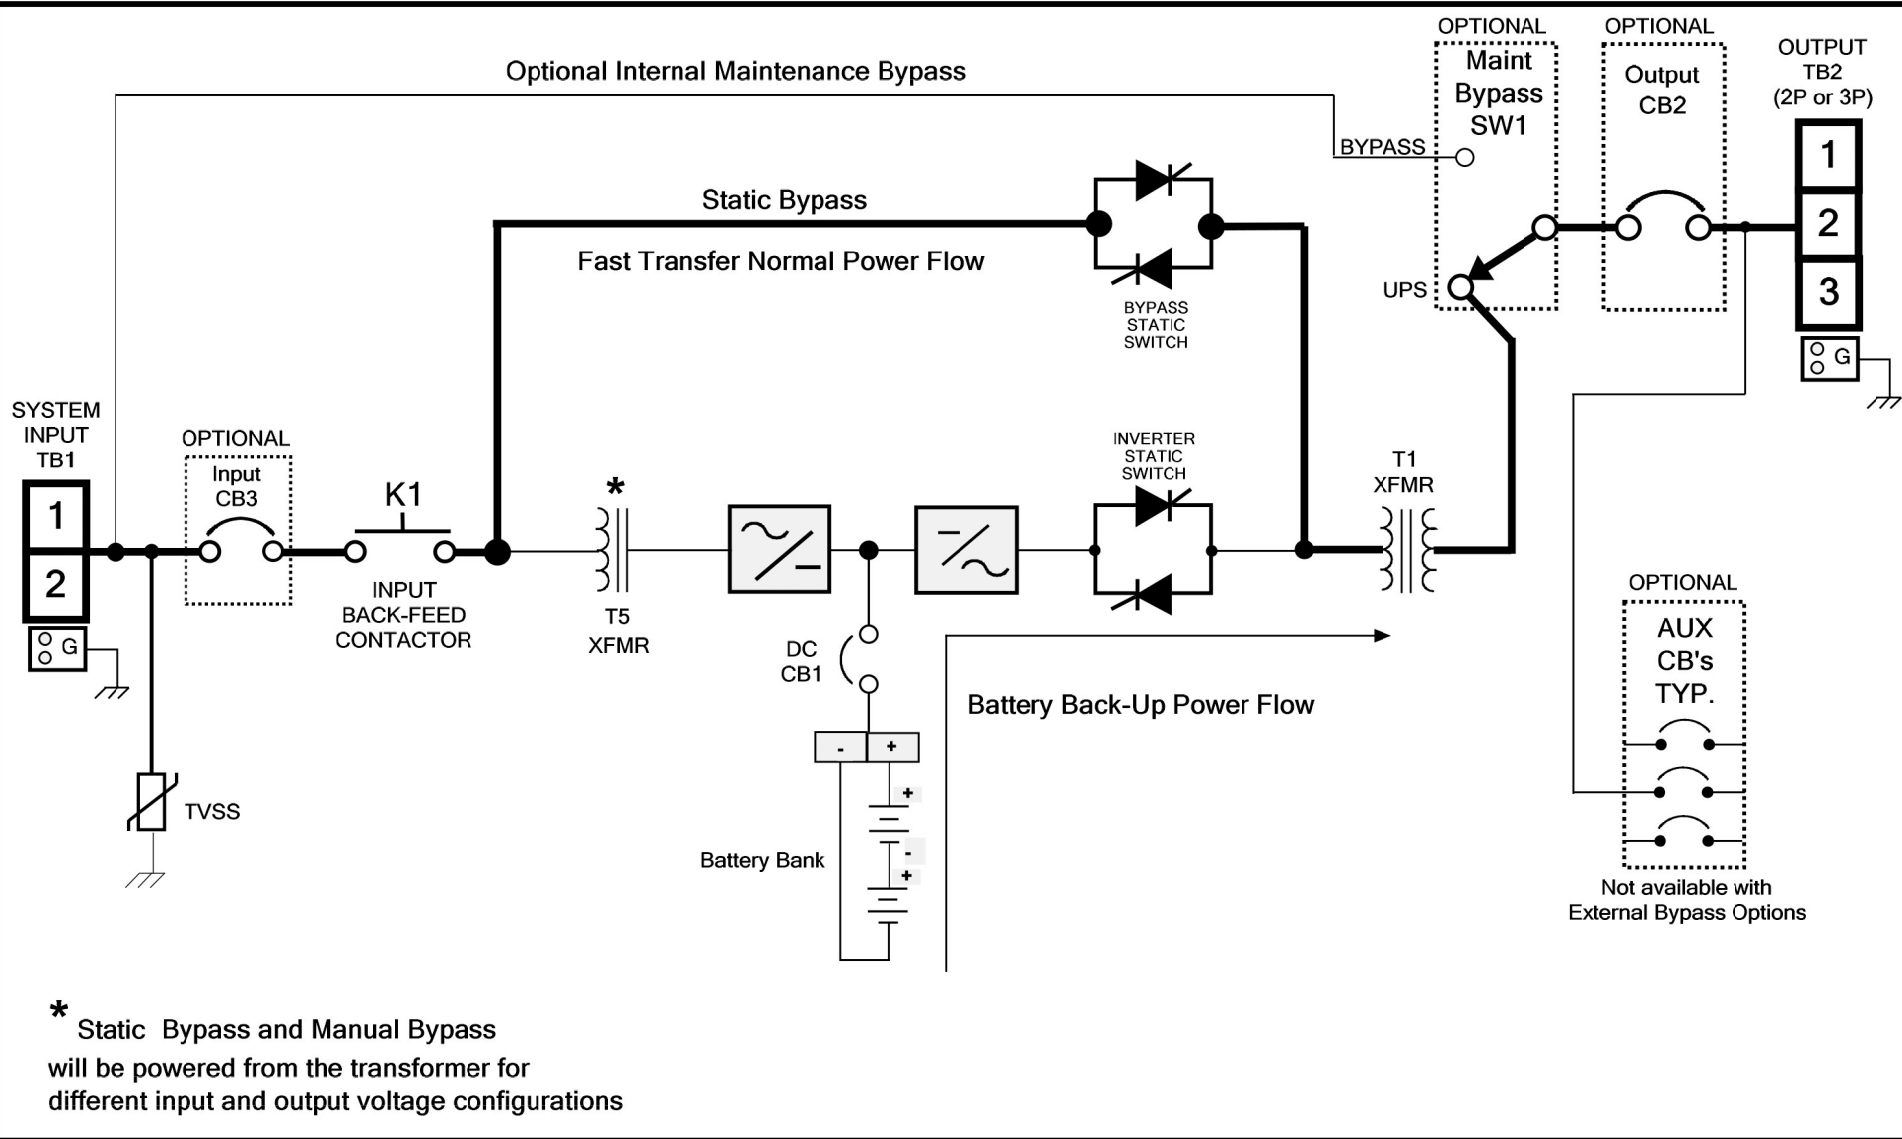 OPTIONAL
OPTIONAL
OUTPUT
TB2
(2P or 3P)
Maint
Bypass
SW1
Output
CB2
Optional Internal Maintenance Bypass
BYPASS
1
2
3
G
Static Bypass
Fast Transfer Normal Power Flow
BYPASS
STATIC
SWITCH
UPS
SYSTEM
INPUT
TB1
1
2
G
OPTIONAL
Input
CB3
K1
INPUT
BACK-FEED
CONTACTOR
*
T5
XFMR
INVERTER
STATIC
SWITCH
T1
XFMR
DC
CB1
- +
+
-
+
Battery Bank
Battery Back-Up Power Flow
TVSS
OPTIONAL
AUX
CB's
TYP.
Not available with
External Bypass Options
* Static Bypass and Manual Bypass
will be powered from the transformer for
different input and output voltage configurations